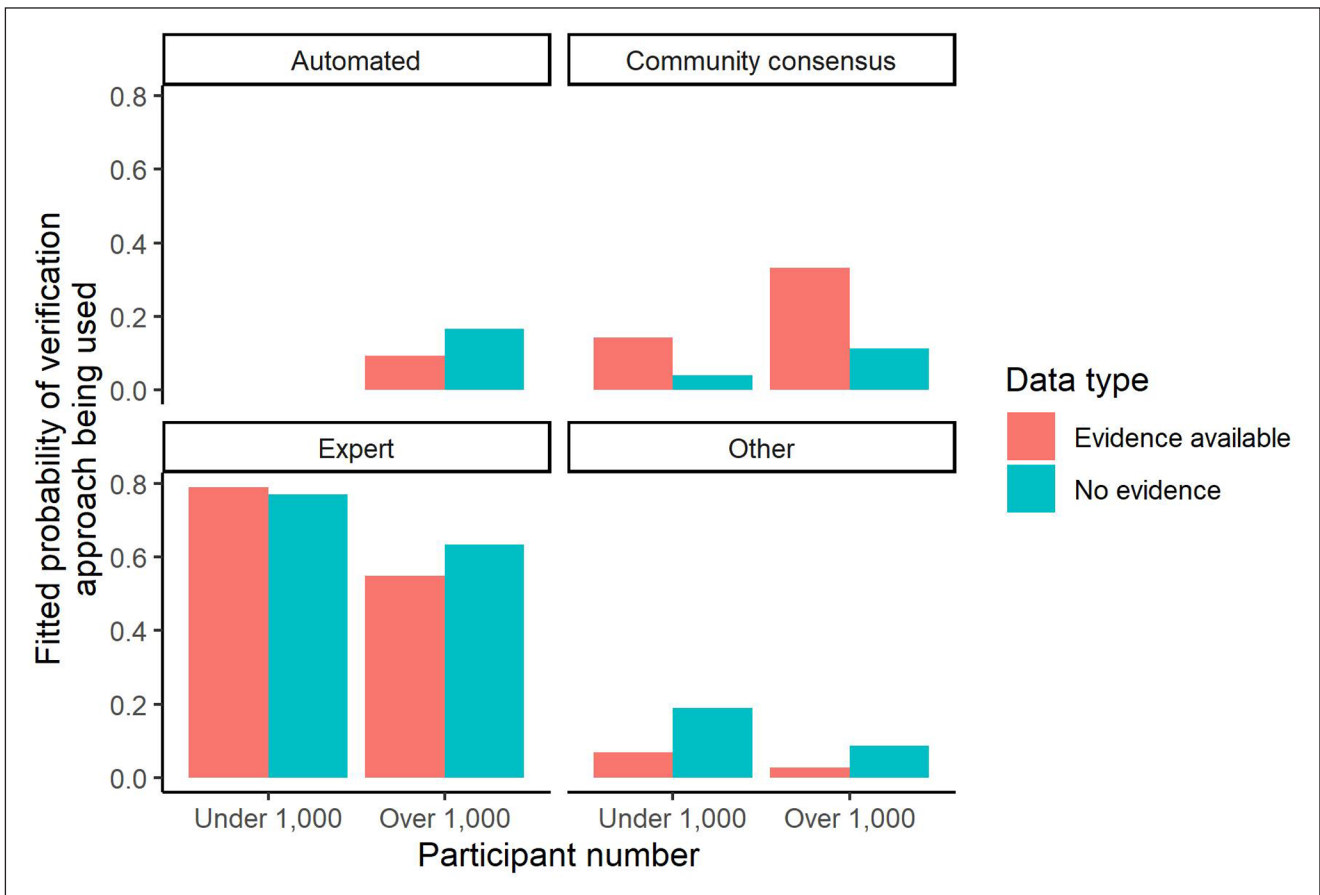 Automated
Community consensus
0.8
0.6
0.4
0.2
0.0
Expert
Other
0.8
0.6
0.4
0.2
0.0
Under 1,000
Over 1,000
Under 1,000
Over 1,000
Participant number
Fitted probability of verification
approach being used
Data type
Evidence available
No evidence